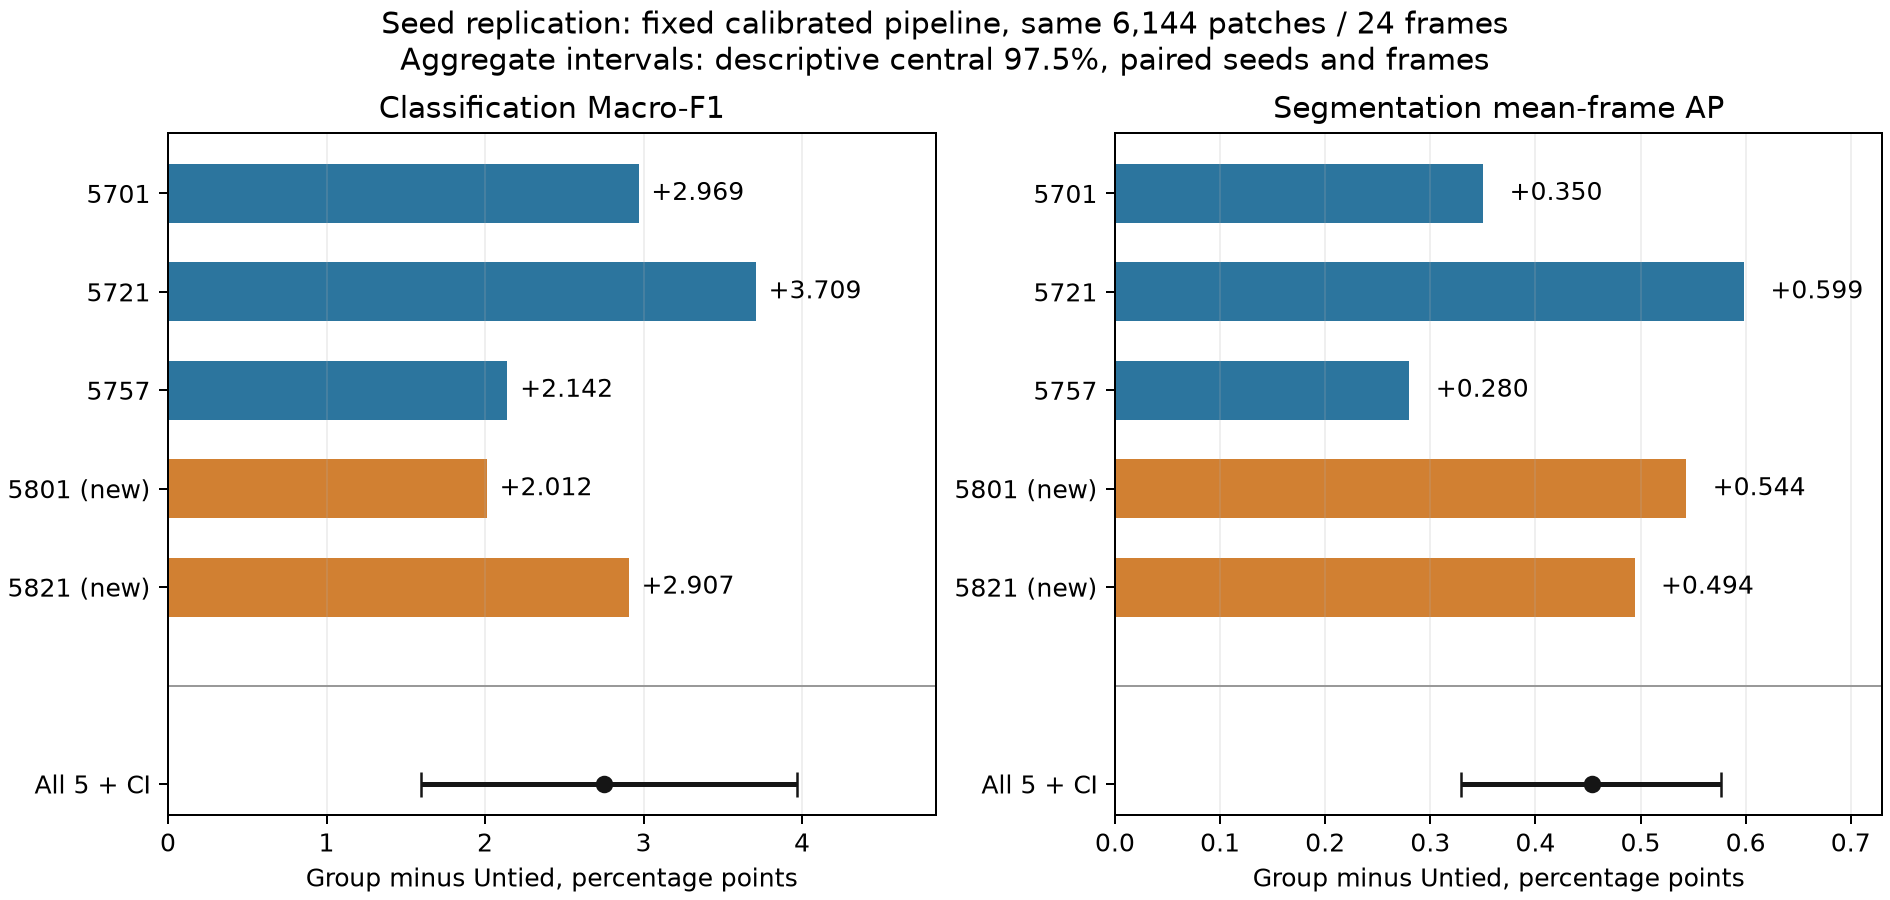 Seed replication: fixed calibrated pipeline, same 6,144 patches / 24 frames
Aggregate intervals: descriptive central 97.5%, paired seeds and frames
Classification Macro-F1
5701
+2.969
5721
+3.709
5757
+2.142
5801 (new)
+2.012
5821 (new)
+2.907
All 5 + CI
0 1 2 3 4
Group minus Untied, percentage points
Segmentation mean-frame AP
5701
+0.350
5721
+0.599
5757
+0.280
5801 (new)
+0.544
5821 (new)
+0.494
All 5 + CI
0.0 0.1 0.2 0.3 0.4 0.5 0.6 0.7
Group minus Untied, percentage points